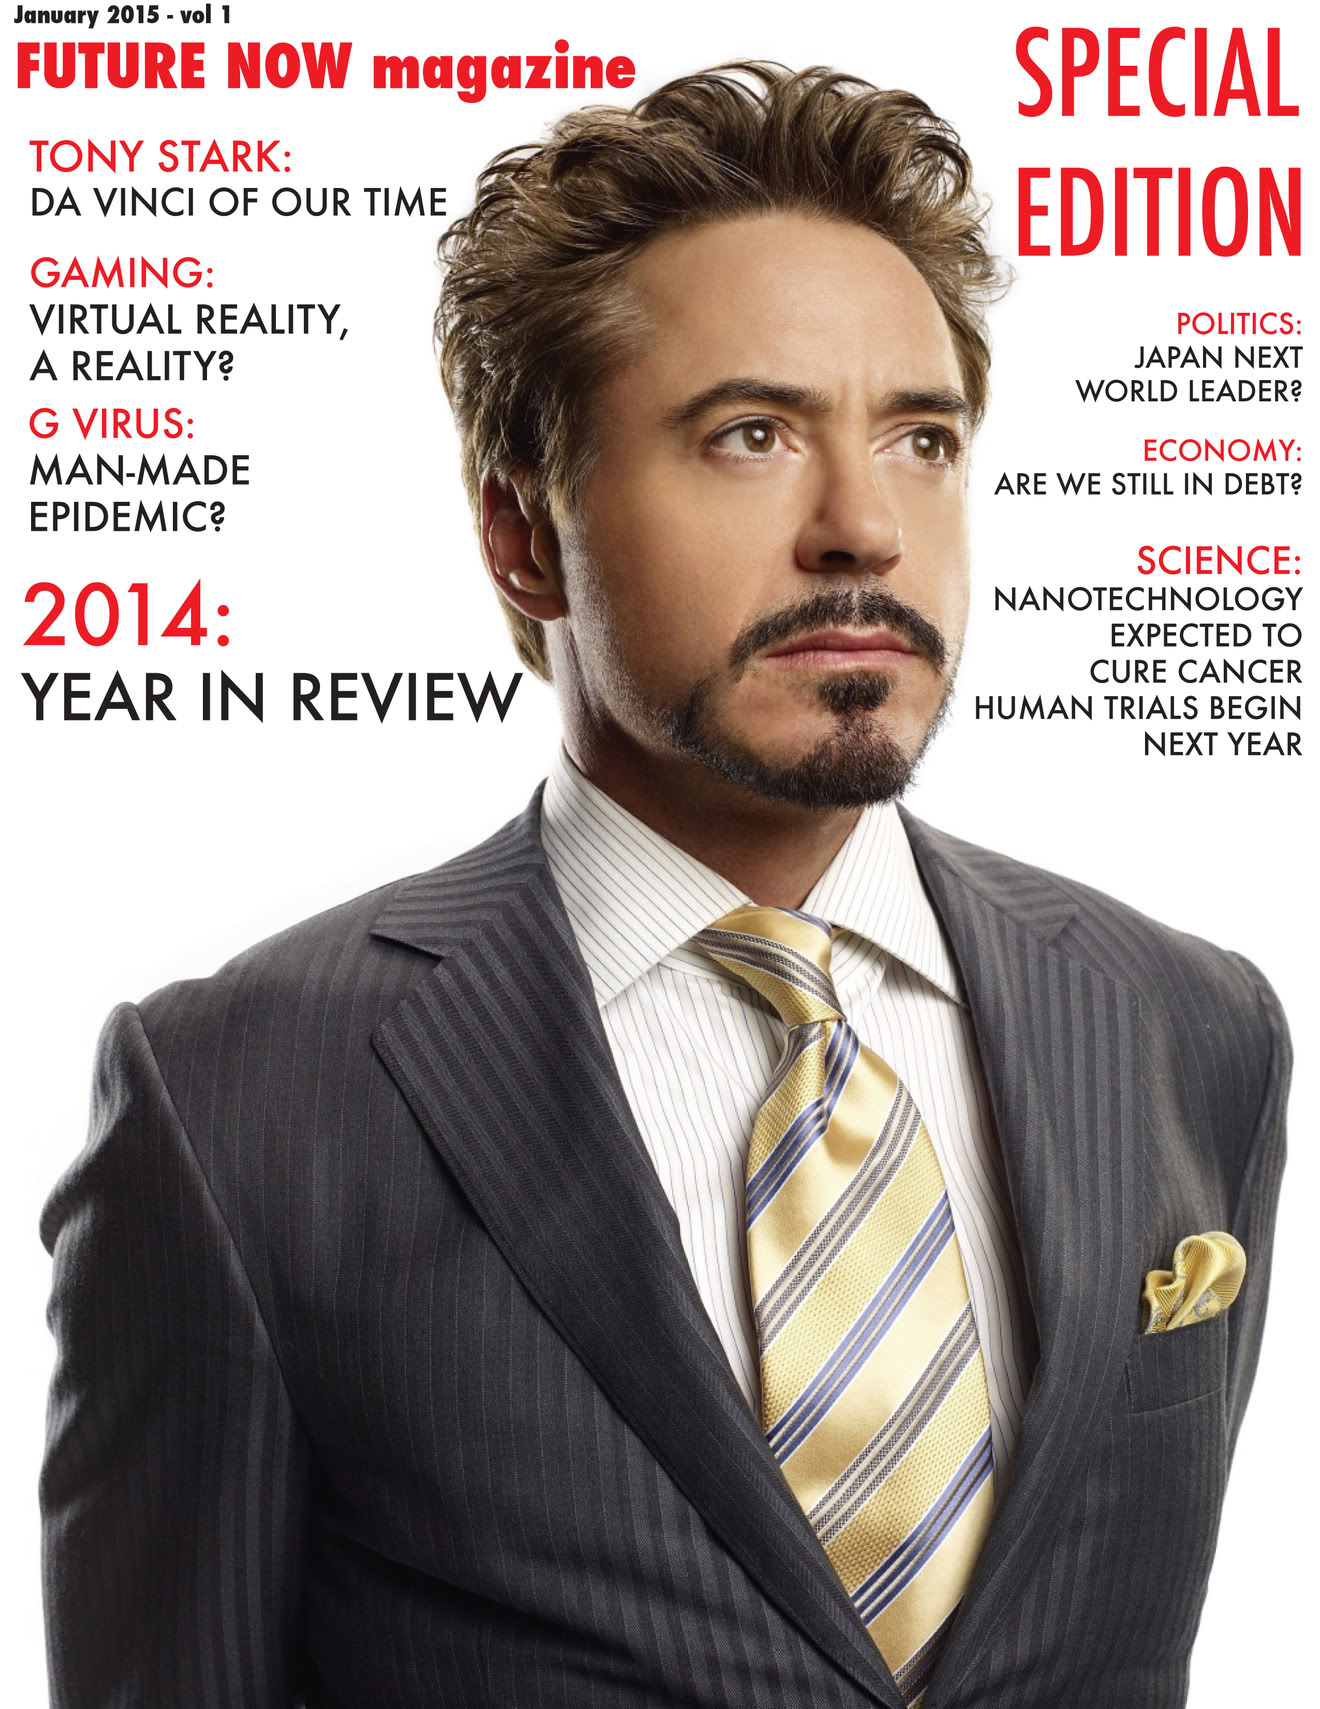 January 2015 - vol 1
FUTURE NOW magazine
TONY STARK:
DA VINCI OF OUR TIME
GAMING:
VIRTUAL REALITY,
A REALITY?
G VIRUS:
MAN-MADE
EPIDEMIC?
2014:
YEAR IN REVIEW
SPECIAL
EDITION
POLITICS:
JAPAN NEXT
WORLD LEADER?
ECONOMY:
ARE WE STILL IN DEBT?
SCIENCE:
NANOTECHNOLOGY
EXPECTED TO
CURE CANCER
HUMAN TRIALS BEGIN
NEXT YEAR